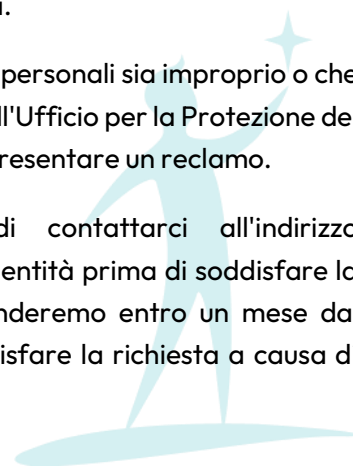 personali sia improprio o che
ll'Ufficio per la Protezione de
resentare un reclamo.
di contattarci all'indirizzo
entità prima di soddisfare la
nderemo entro un mese da
isfare la richiesta a causa d